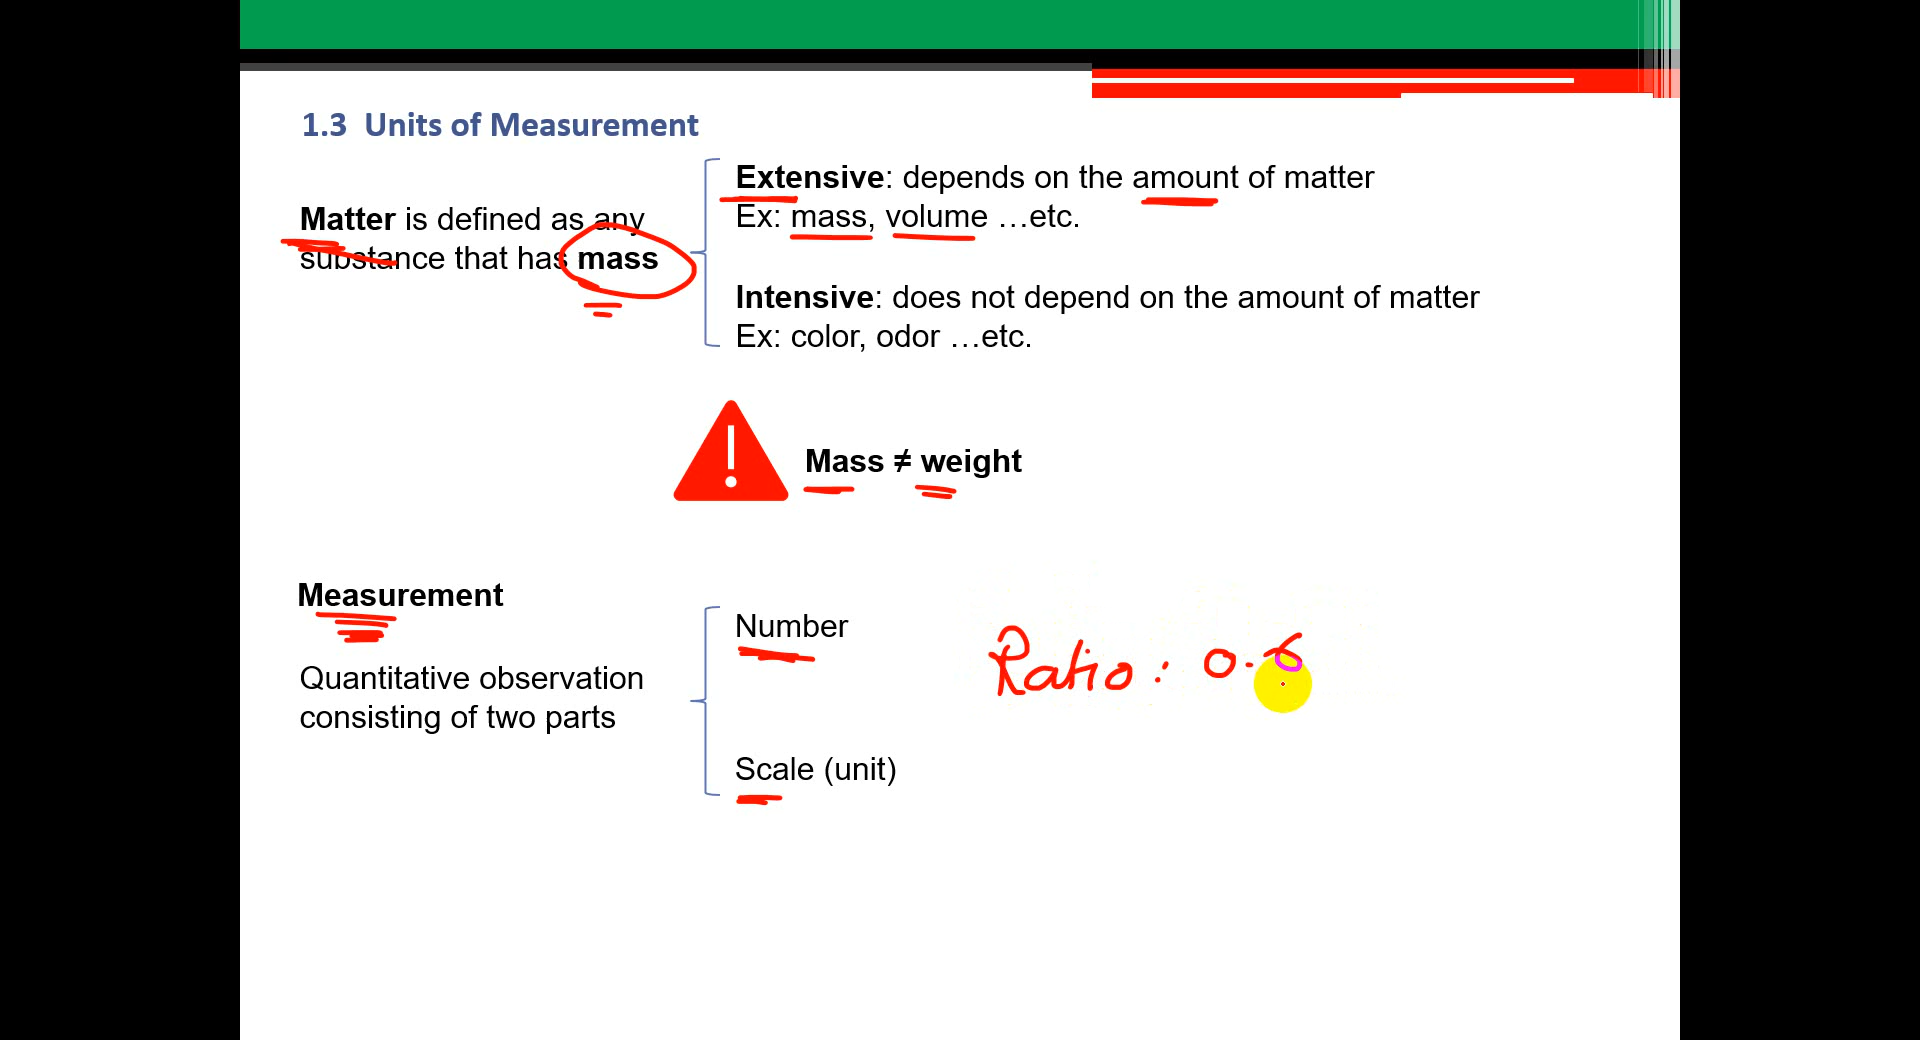 1.3 Units of Measurement
Matter is defined as any
substance that has mass
Extensive: depends on the amount of matter
Ex: mass, volume …etc.
Intensive: does not depend on the amount of matter
Ex: color, odor …etc.
Mass ≠ weight
Measurement
Quantitative observation
consisting of two parts
Number
Scale (unit)
Ratio: